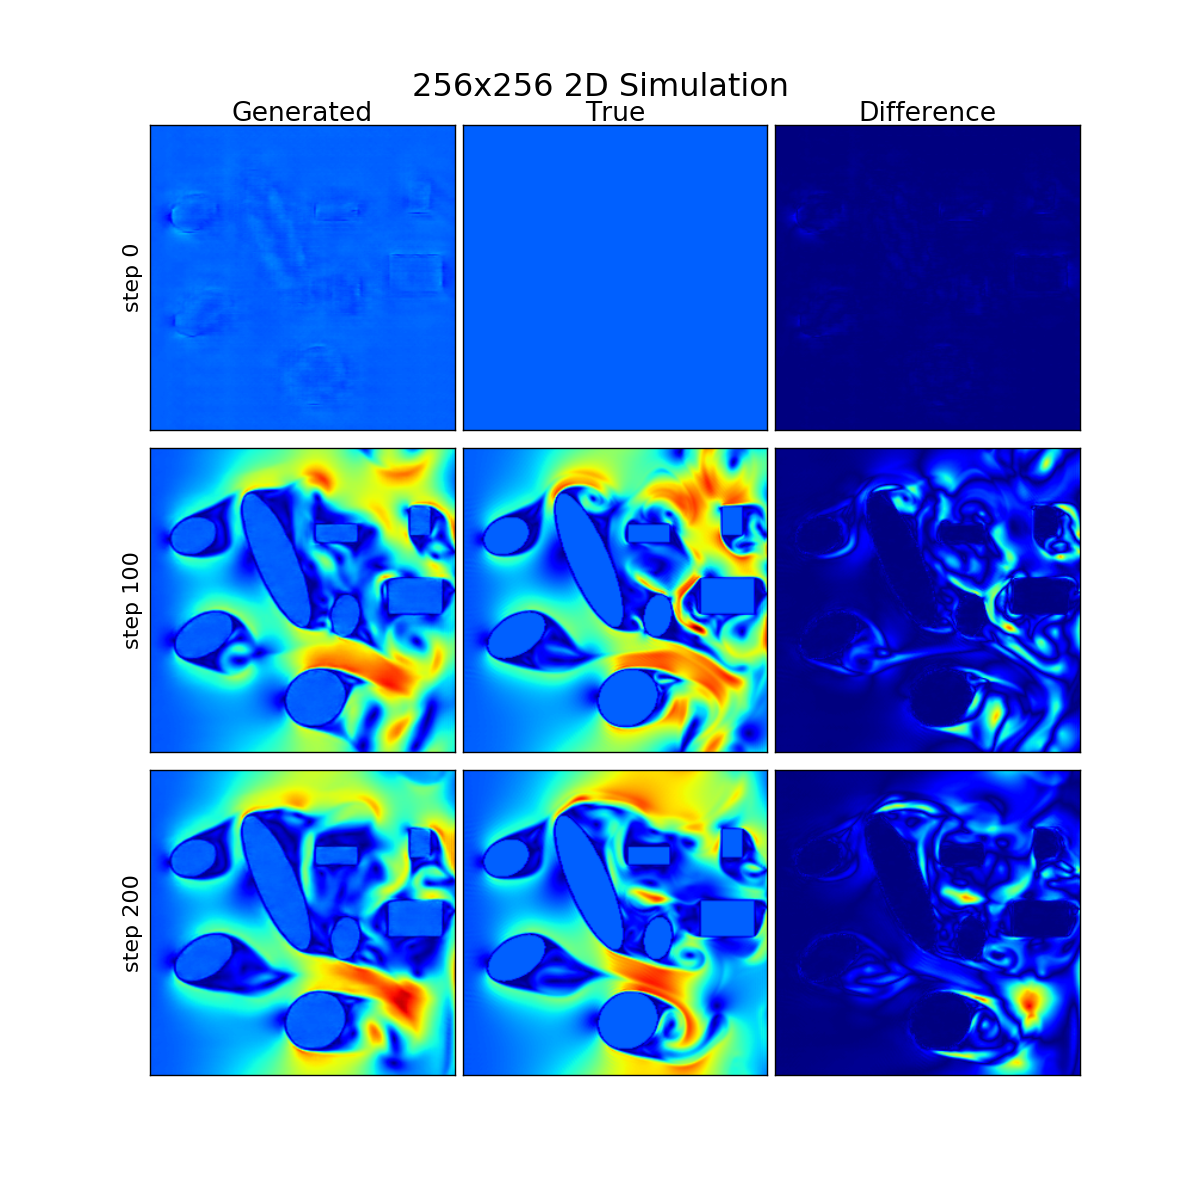 256x256 2D Simulation
Generated
True
Difference
step 0
step 100
step 200